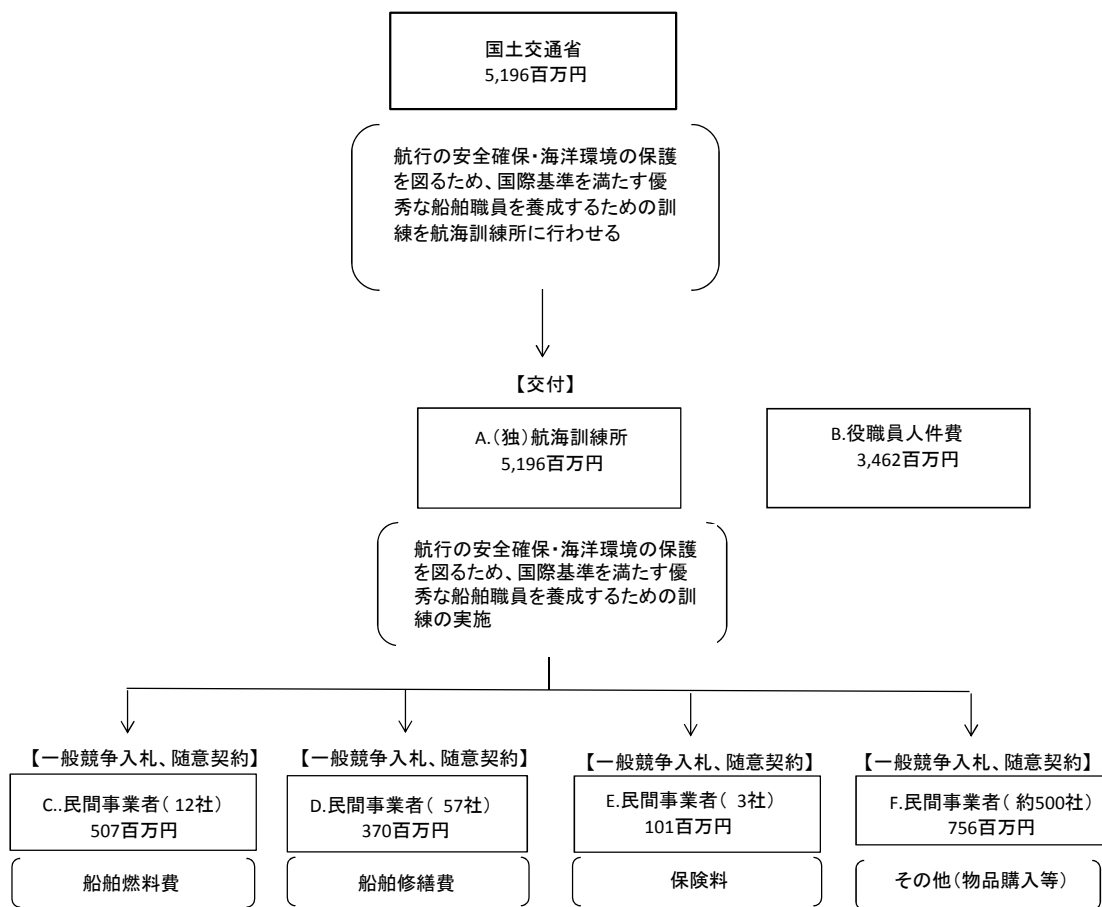 国土交通省
5,196百万円
航行の安全確保・海洋環境の保護
を図るため、国際基準を満たす優
秀な船舶職員を養成するための訓
練を航海訓練所に行わせる
【交付】
A.(独)航海訓練所
5,196百万円
B.役職員人件費
3,462百万円
航行の安全確保・海洋環境の保護
を図るため、国際基準を満たす優
秀な船舶職員を養成するための訓
練の実施
【一般競争入札、随意契約】
C..民間事業者( 12社)
507百万円
船舶燃料費
【一般競争入札、随意契約】
D.民間事業者( 57社)
370百万円
船舶修繕費
【一般競争入札、随意契約】
E.民間事業者( 3社)
101百万円
保険料
【一般競争入札、随意契約】
F.民間事業者( 約500社)
756百万円
その他(物品購入等)